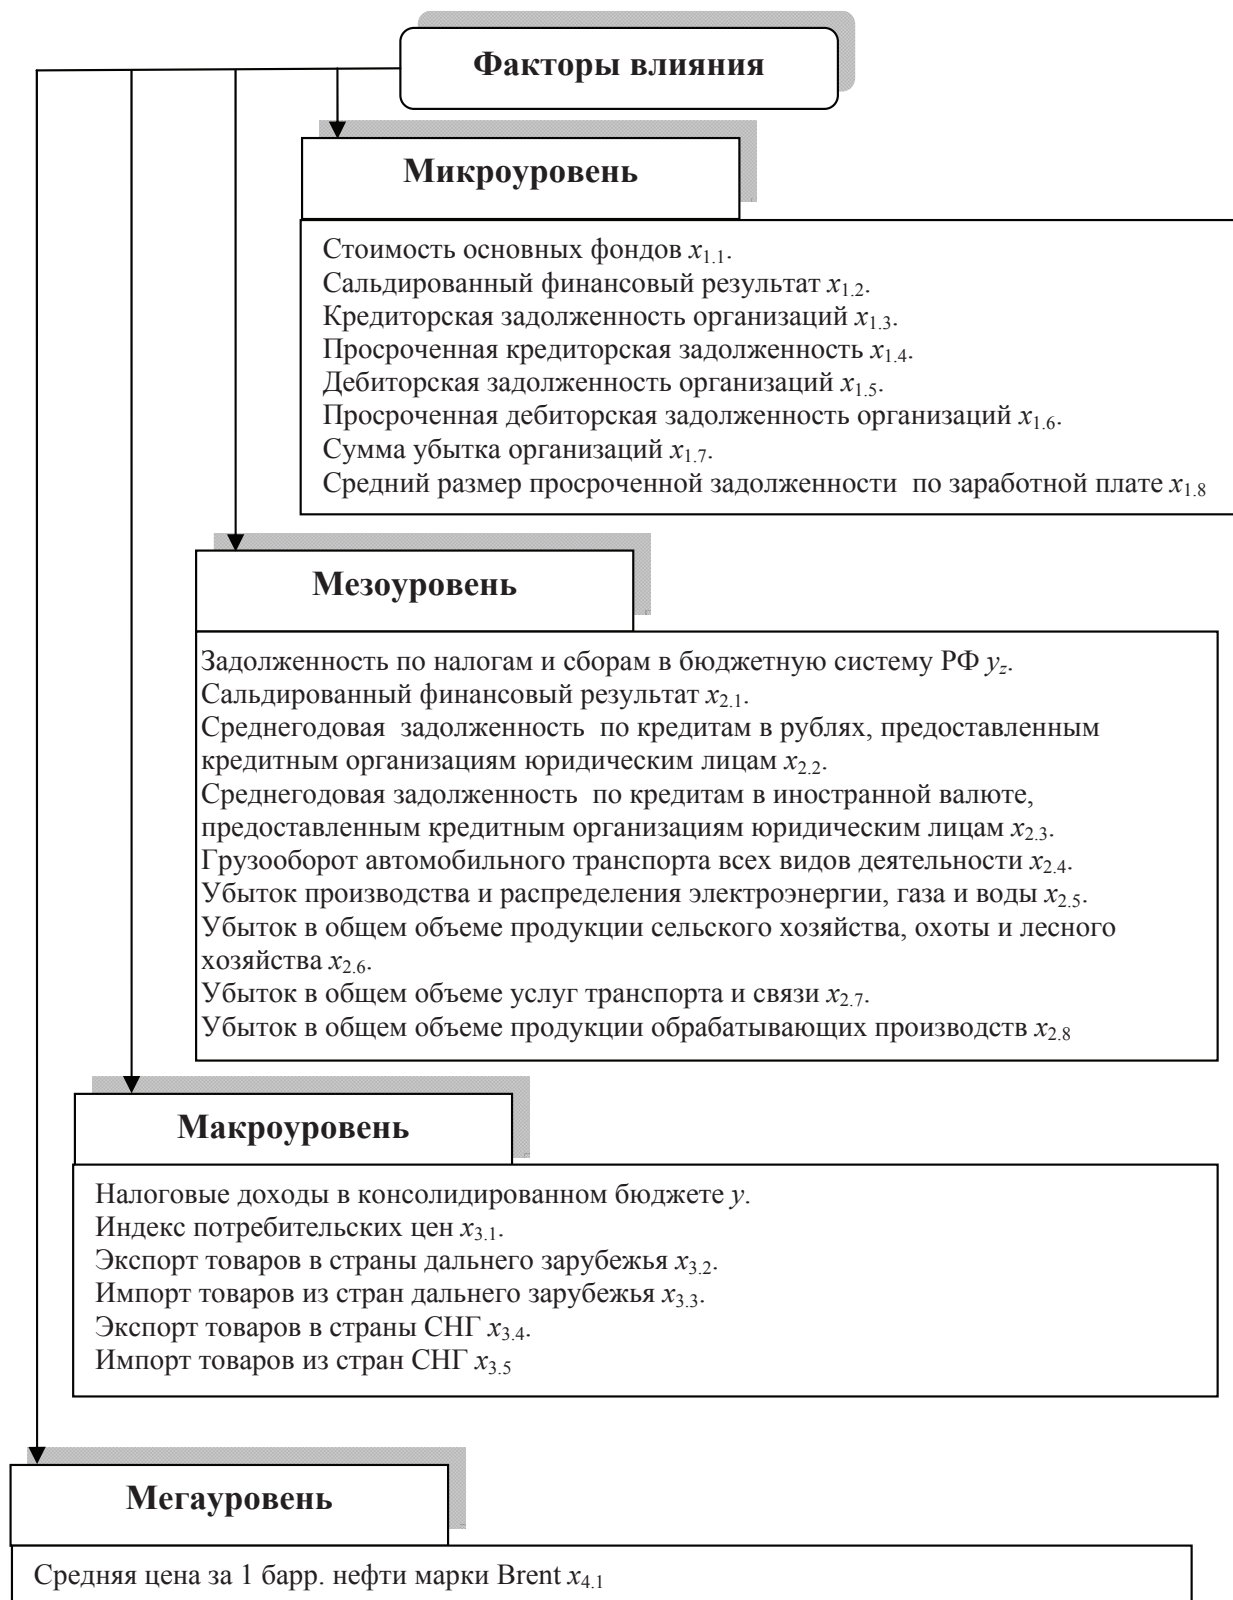 Факторы влияния
Микроуровень
Стоимость основных фондов x1.1.
Сальдированный финансовый результат x1.2.
Кредиторская задолженность организаций x1.3.
Просроченная кредиторская задолженность x1.4.
Дебиторская задолженность организаций x1.5.
Просроченная дебиторская задолженность организаций x1.6.
Сумма убытка организаций x1.7.
Средний размер просроченной задолженности по заработной плате x1.8
Мезоуровень
Задолженность по налогам и сборам в бюджетную систему РФ yz.
Сальдированный финансовый результат x2.1.
Среднегодовая задолженность по кредитам в рублях, предоставленным
кредитным организациям юридическим лицам x2.2.
Среднегодовая задолженность по кредитам в иностранной валюте,
предоставленным кредитным организациям юридическим лицам x2.3.
Грузооборот автомобильного транспорта всех видов деятельности x2.4.
Убыток производства и распределения электроэнергии, газа и воды x2.5.
Убыток в общем объеме продукции сельского хозяйства, охоты и лесного
хозяйства x2.6.
Убыток в общем объеме услуг транспорта и связи x2.7.
Убыток в общем объеме продукции обрабатывающих производств x2.8
Макроуровень
Налоговые доходы в консолидированном бюджете y.
Индекс потребительских цен x3.1.
Экспорт товаров в страны дальнего зарубежья x3.2.
Импорт товаров из стран дальнего зарубежья x3.3.
Экспорт товаров в страны СНГ x3.4.
Импорт товаров из стран СНГ x3.5
Мегауровень
Средняя цена за 1 барр. нефти марки Brent x4.1